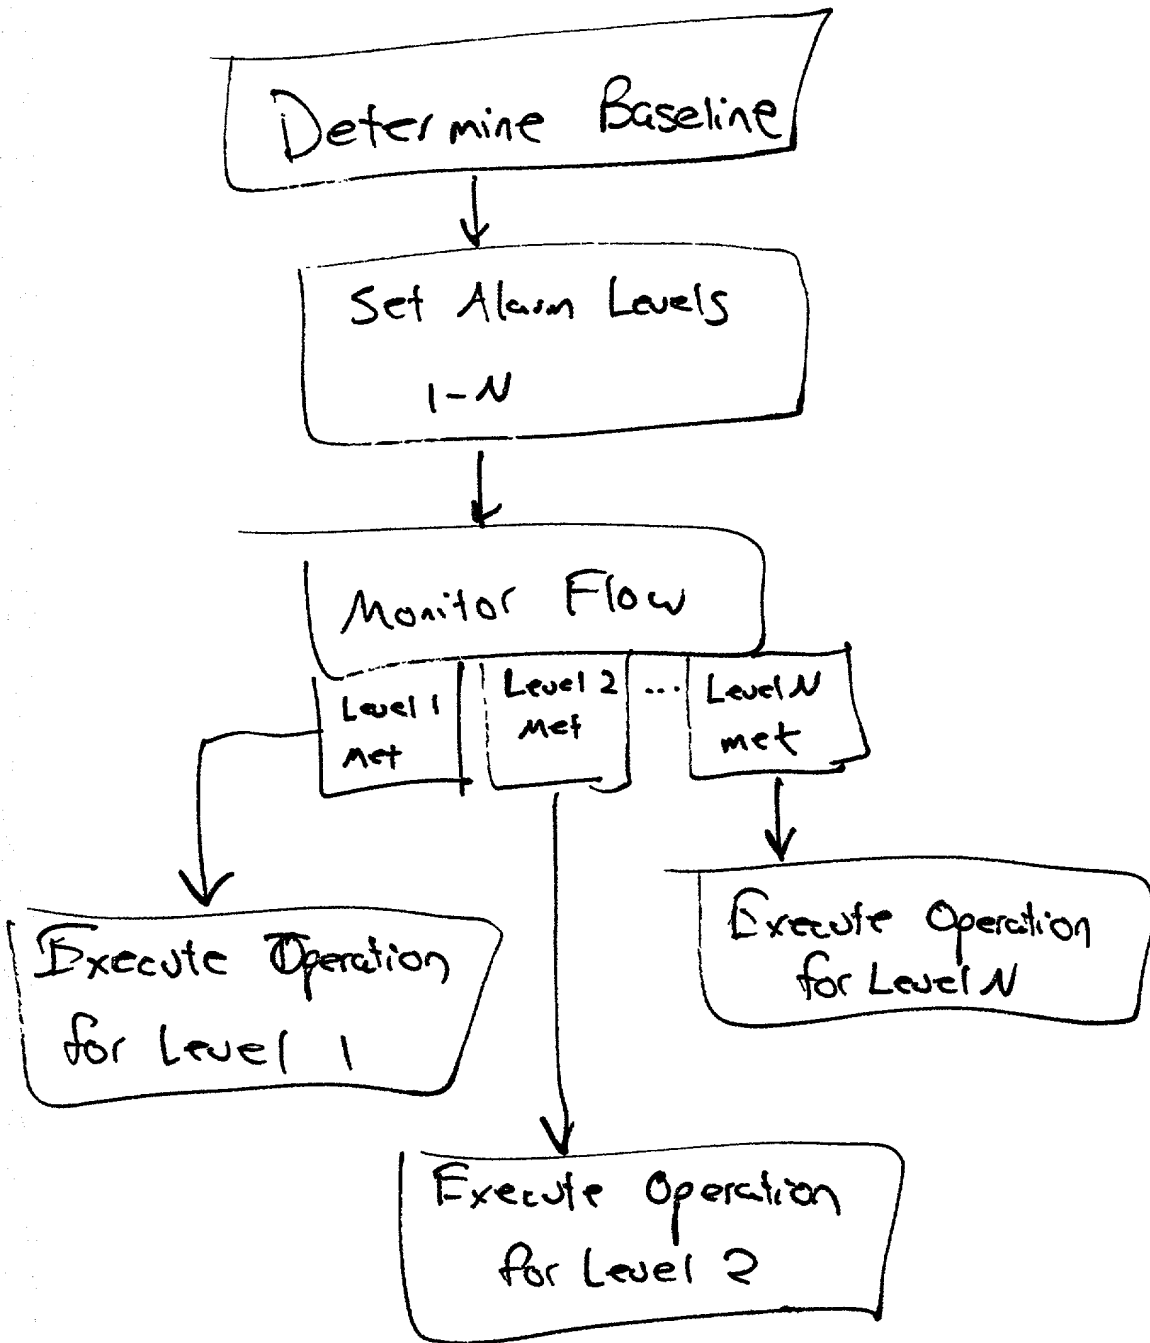 Determine Baseline
Set Alarm Levels
1-N
Monitor Flow
Level 1
Met
Level 2
Met
...
Level N
met
Execute Operation
for Level 1
Execute Operation
for Level N
Execute Operation
for Level 2